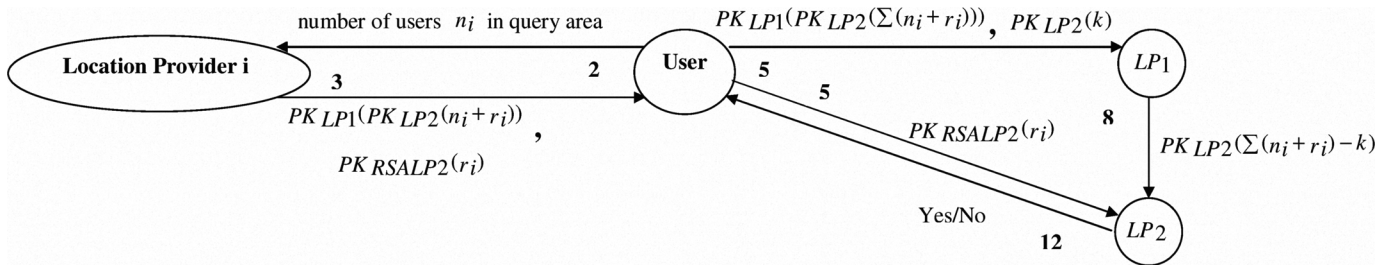 number of users n_i in query area
PK_LP1(PK_LP2(∑(n_i + r_i))), PK_LP2(k)
Location Provider i
User
LP1
3
2
5
5
PK_LP1(PK_LP2(n_i + r_i)),
8
PK_RSALP2(r_i)
PK_LP2(∑(n_i + r_i) − k)
PK_RSALP2(r_i)
Yes/No
LP2
12